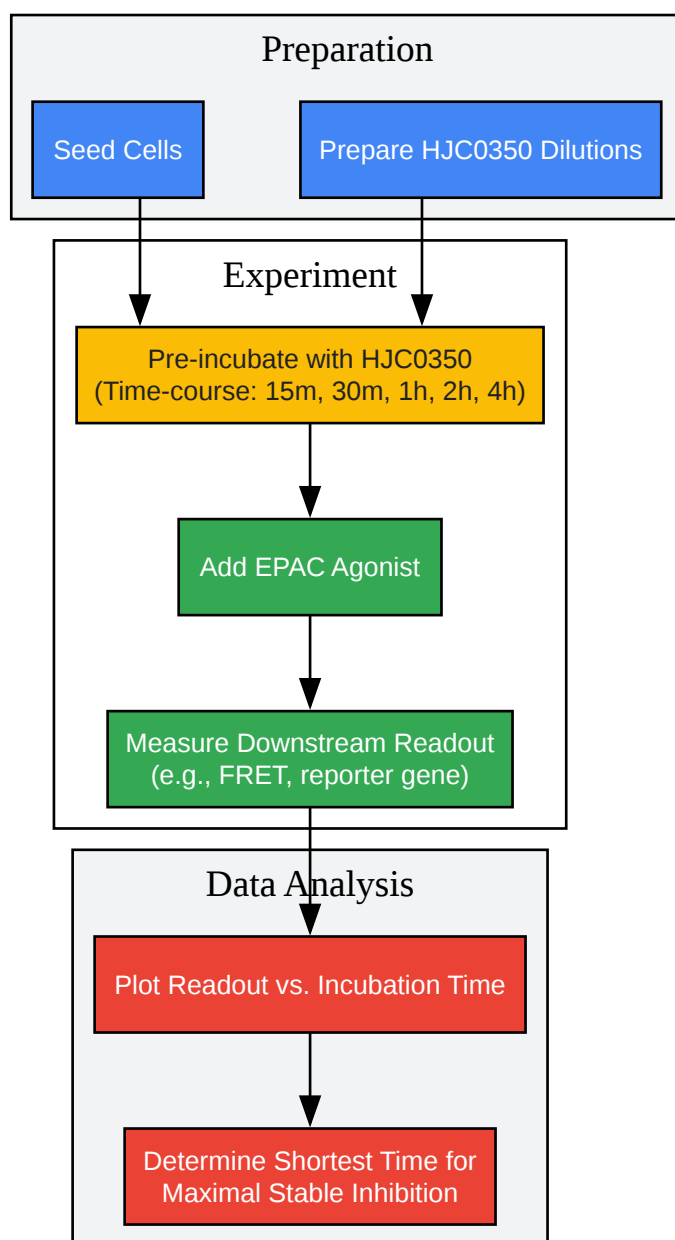 Preparation
Seed Cells
Prepare HJC0350 Dilutions
Experiment
Pre-incubate with HJC0350
(Time-course: 15m, 30m, 1h, 2h, 4h)
Add EPAC Agonist
Measure Downstream Readout
(e.g., FRET, reporter gene)
Data Analysis
Plot Readout vs. Incubation Time
Determine Shortest Time for
Maximal Stable Inhibition